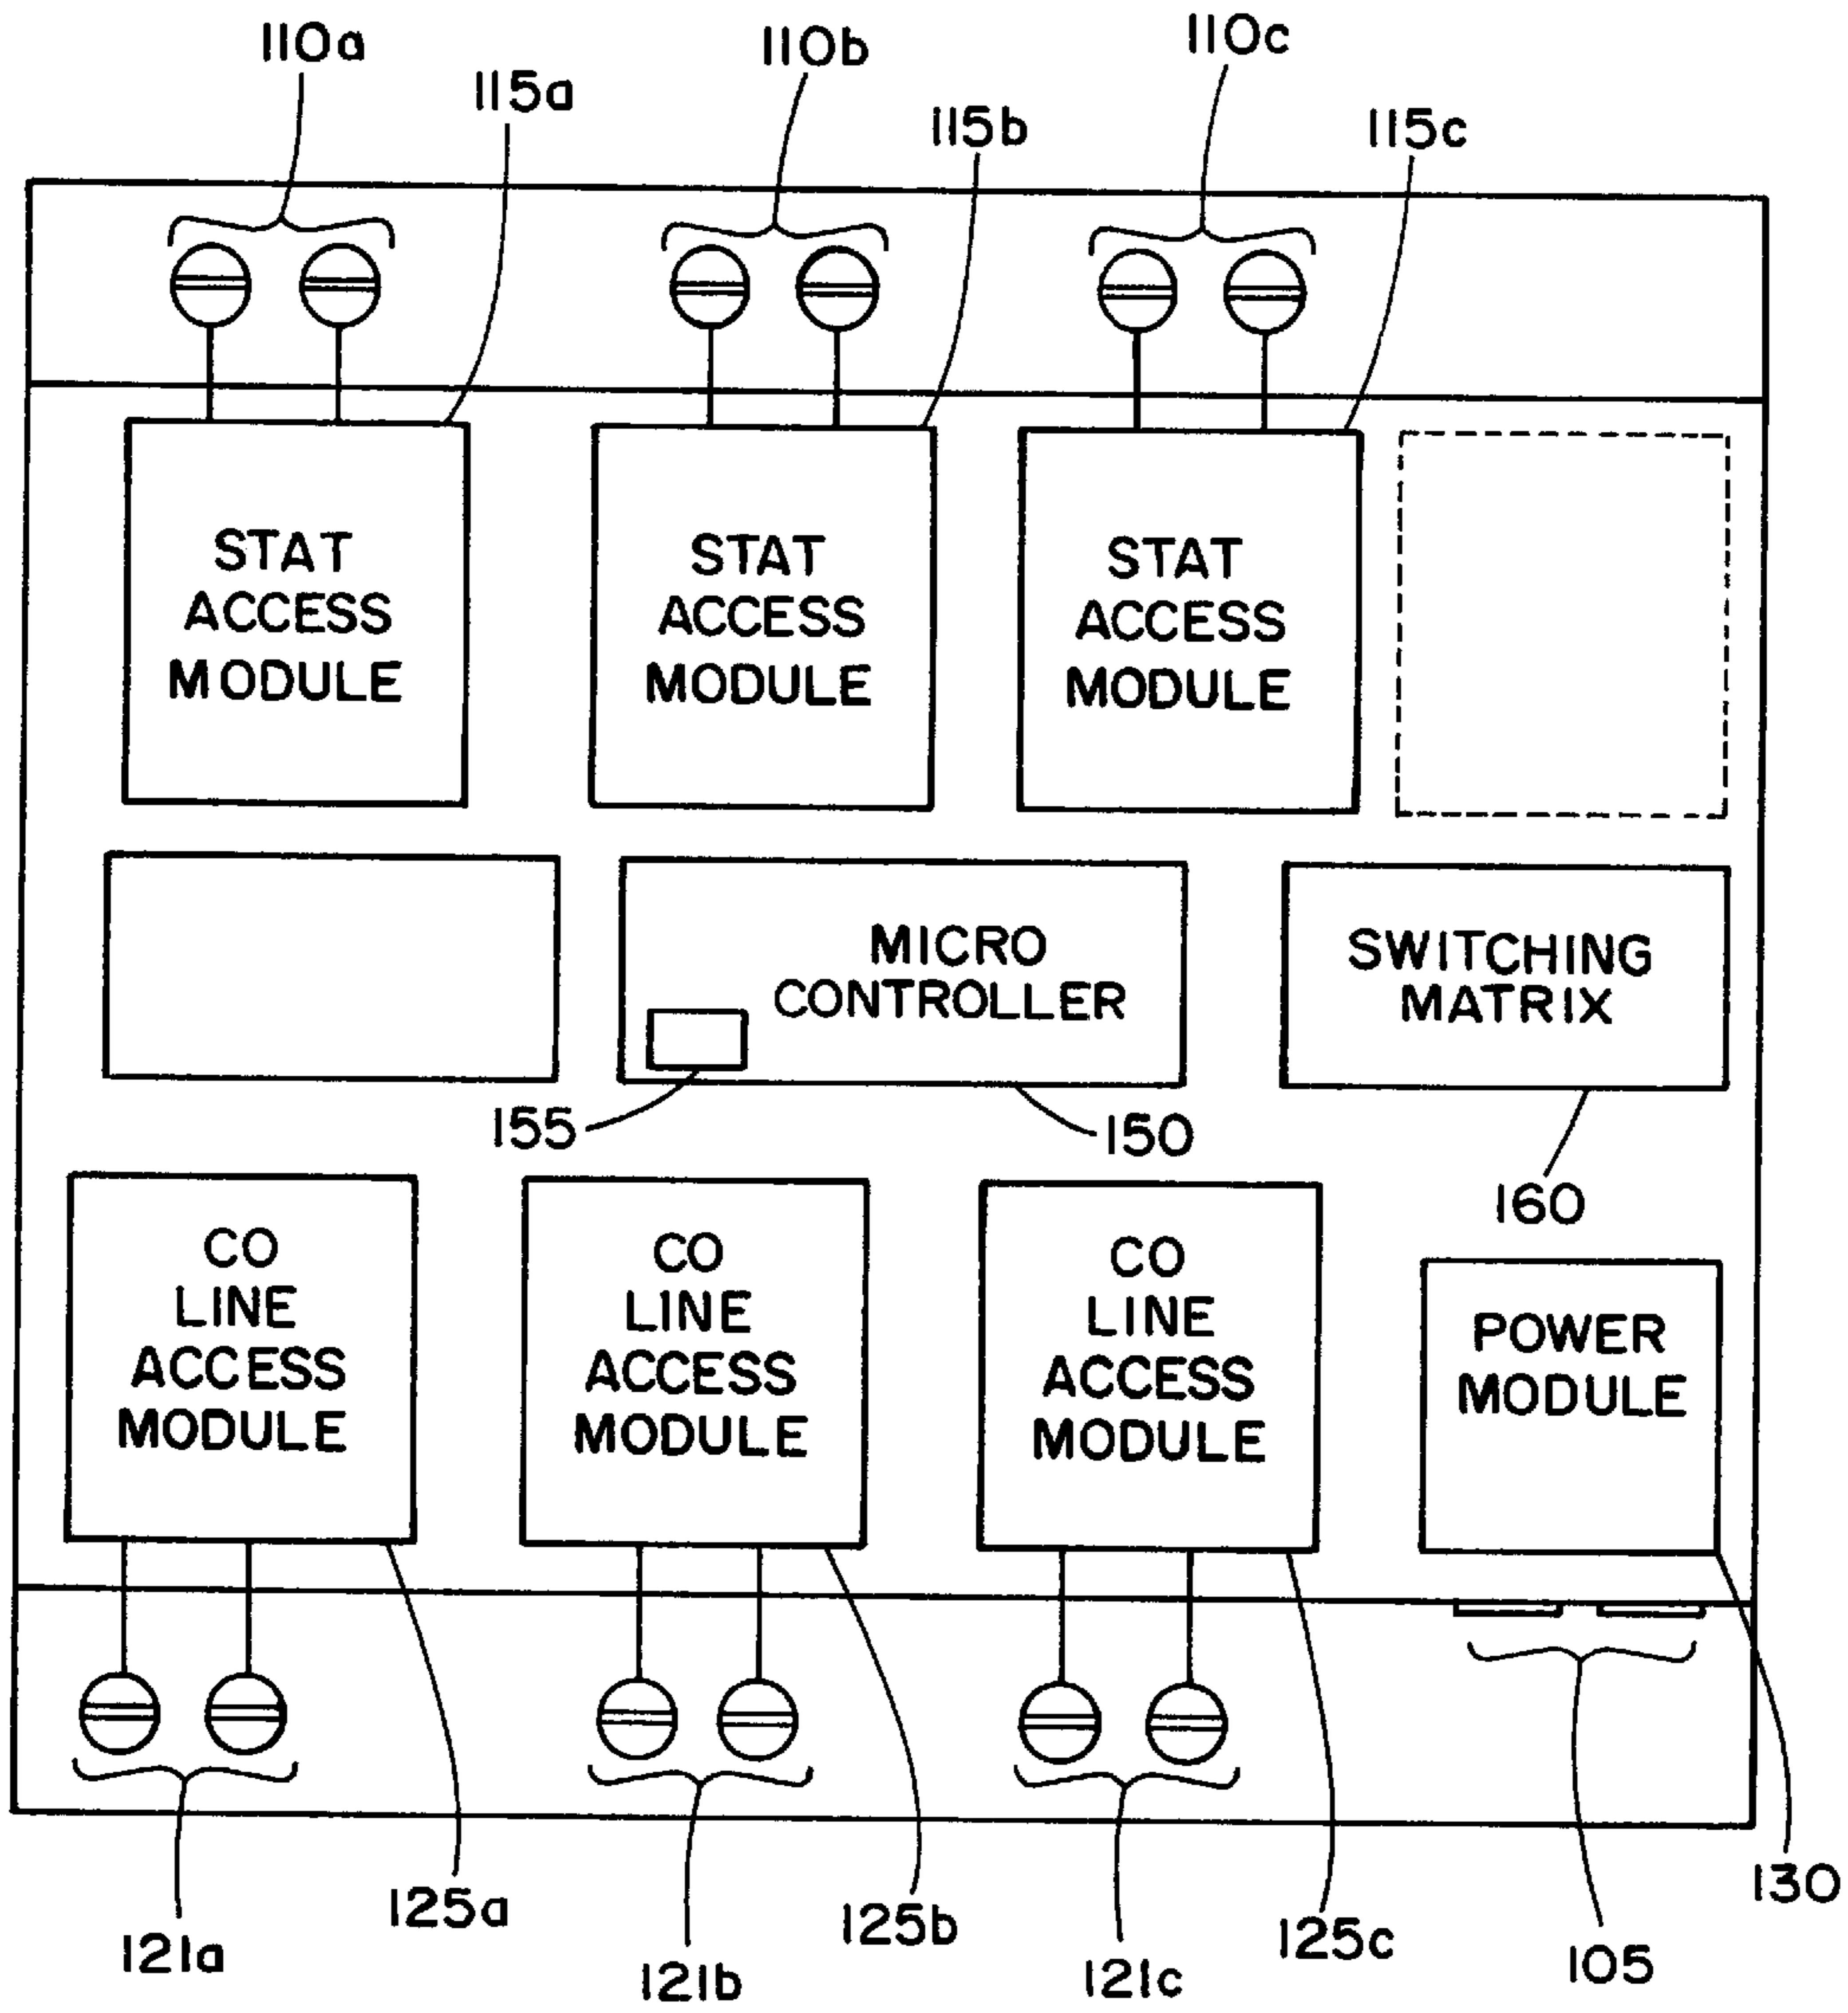 110a
110b
110c
115a
115b
115c
STAT
ACCESS
MODULE
STAT
ACCESS
MODULE
STAT
ACCESS
MODULE
MICRO
CONTROLLER
SWITCHING
MATRIX
155
150
160
CO
LINE
ACCESS
MODULE
CO
LINE
ACCESS
MODULE
CO
LINE
ACCESS
MODULE
POWER
MODULE
121a
125a
121b
125b
121c
125c
105
130